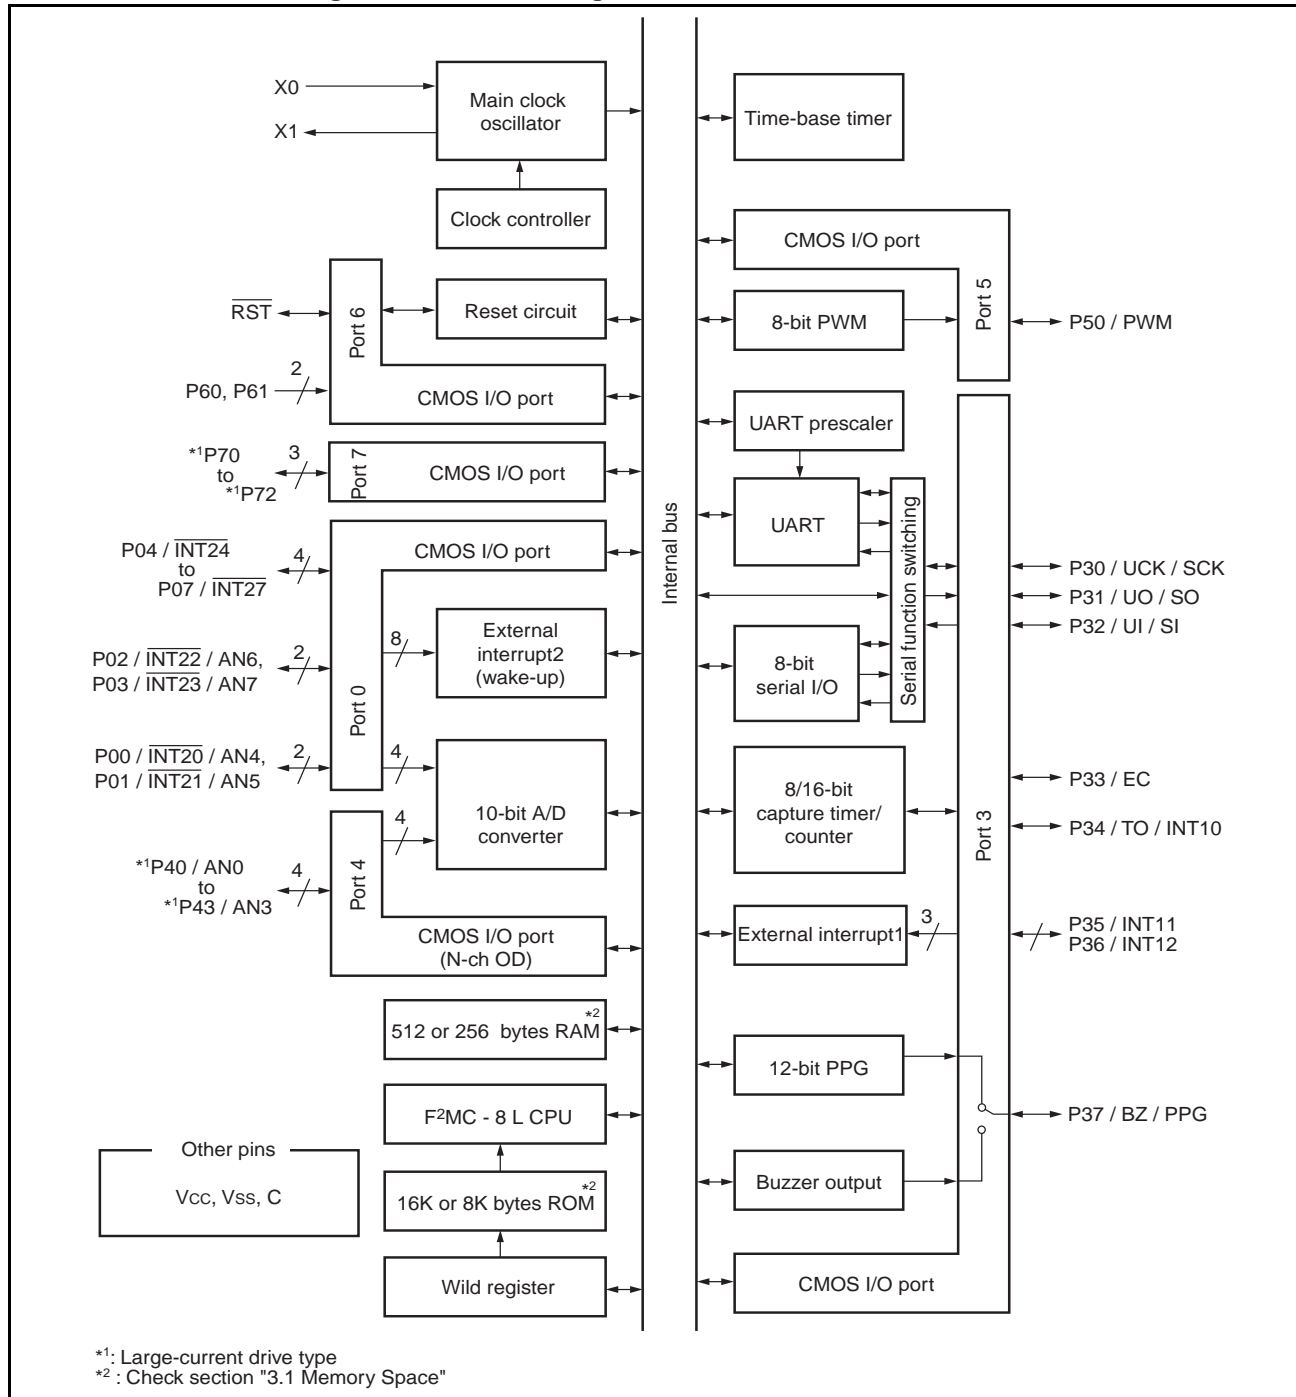 X0
X1
Main clock
oscillator
Clock controller
RST
Port 6
Reset circuit
P60, P61
2
CMOS I/O port
*1P70
to
*1P72
3
Port 7
CMOS I/O port
P04 / INT24
to
P07 / INT27
4
CMOS I/O port
P02 / INT22 / AN6,
P03 / INT23 / AN7
2
Port 0
8
External
interrupt2
(wake-up)
P00 / INT20 / AN4,
P01 / INT21 / AN5
2
4
10-bit A/D
converter
4
*1P40 / AN0
to
*1P43 / AN3
4
Port 4
CMOS I/O port
(N-ch OD)
512 or 256 bytes RAM*2
F2MC - 8 L CPU
16K or 8K bytes ROM*2
Wild register
Other pins
VCC, VSS, C
Internal bus
Time-base timer
CMOS I/O port
Port 5
8-bit PWM
P50 / PWM
UART prescaler
UART
Serial function switching
8-bit
serial I/O
P30 / UCK / SCK
P31 / UO / SO
P32 / UI / SI
8/16-bit
capture timer/
counter
Port 3
P33 / EC
P34 / TO / INT10
External interrupt1
3
P35 / INT11
P36 / INT12
12-bit PPG
P37 / BZ / PPG
Buzzer output
CMOS I/O port
*1: Large-current drive type
*2 : Check section "3.1 Memory Space"